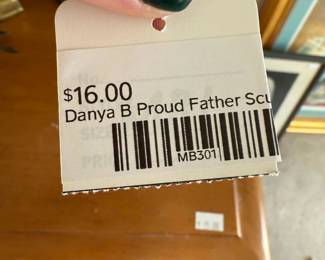 $16.00
Danya B Proud Father Scu
MB301